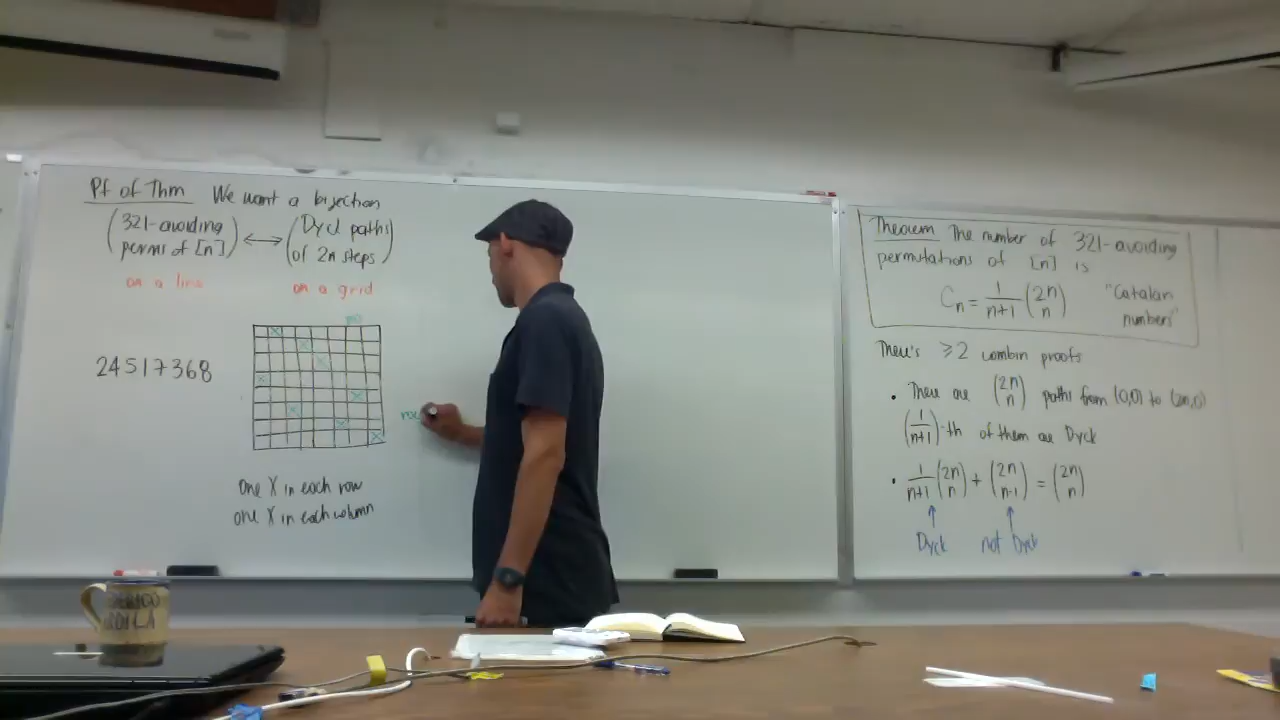 Pf of Thm We want a bijection
(321-avoiding perms of [n]) ⟷ (Dyck paths of 2n steps)
on a line on a grid
24517368
X X X X X X X X
one X in each row
one X in each column
Theorem The number of 321-avoiding
permutations of [n] is
Cn = 1/(n+1) (2n n) "Catalan numbers"
There's ⩾2 combin proofs
• There are (2n n) paths from (0,0) to (2n,0)
(1/(n+1))-th of them are Dyck
• 1/(n+1) (2n n) + (2n n-1) = (2n n)
↑ ↑
Dyck not Dyck